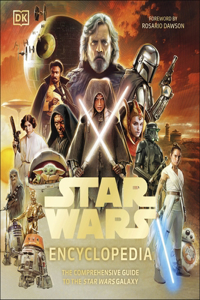 DK
FOREWORD BY
ROSARIO DAWSON
STAR
WARS
ENCYCLOPEDIA
THE COMPREHENSIVE GUIDE
TO THE STAR WARS GALAXY